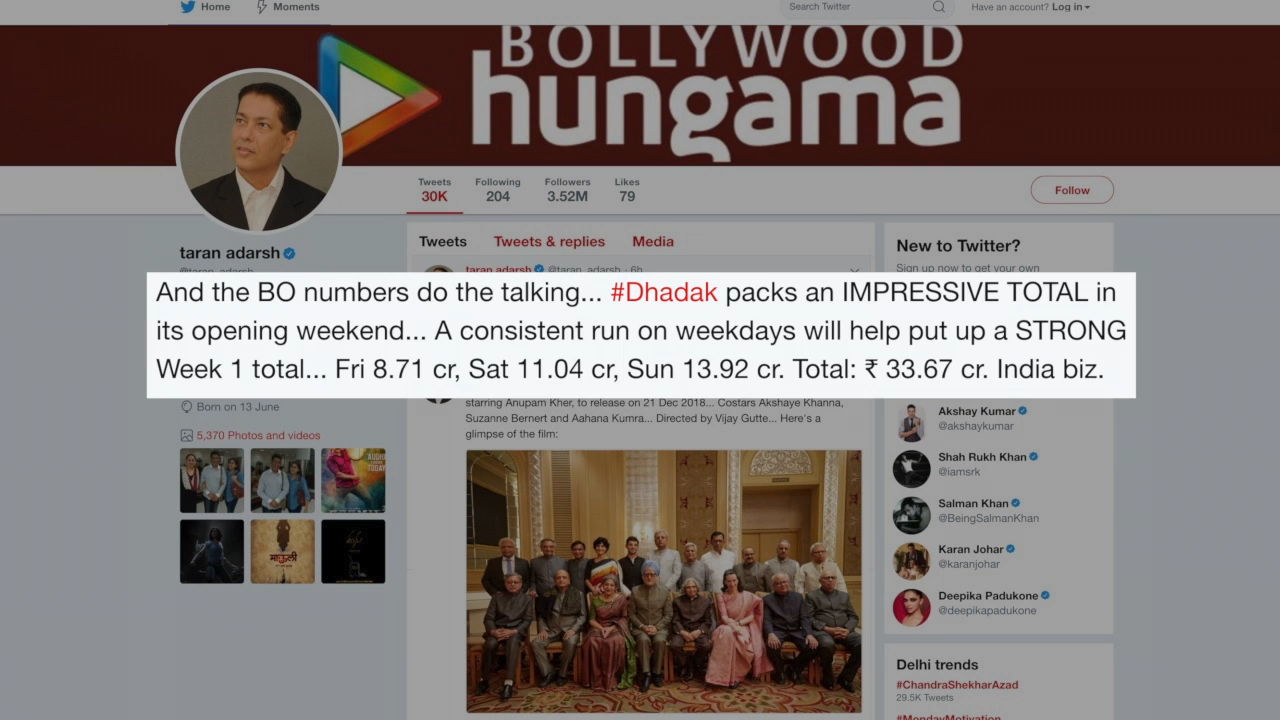 Home
Moments
Search Twitter
Have an account? Log in
BOLLYWOOD
hungama
Tweets
30K
Following
204
Followers
3.52M
Likes
79
Follow
taran adarsh
@taran_adarsh
Tweets
Tweets & replies
Media
taran adarsh @taran_adarsh · 6h
New to Twitter?
Sign up now to get your own
And the BO numbers do the talking... #Dhadak packs an IMPRESSIVE TOTAL in
its opening weekend... A consistent run on weekdays will help put up a STRONG
Week 1 total... Fri 8.71 cr, Sat 11.04 cr, Sun 13.92 cr. Total: ₹ 33.67 cr. India biz.
Born on 13 June
5,370 Photos and videos
AUGUST
TODAY
माऊली
starring Anupam Kher, to release on 21 Dec 2018... Costars Akshaye Khanna,
Suzanne Bernert and Aahana Kumra... Directed by Vijay Gutte... Here's a
glimpse of the film:
Akshay Kumar
@akshaykumar
Shah Rukh Khan
@iamsrk
Salman Khan
@BeingSalmanKhan
Karan Johar
@karanjohar
Deepika Padukone
@deepikapadukone
Delhi trends
#ChandraShekharAzad
29.5K Tweets
#MondayMotivation